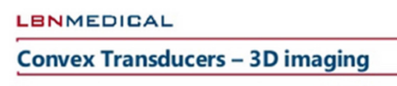 LBNMEDICAL
Convex Transducers – 3D imaging